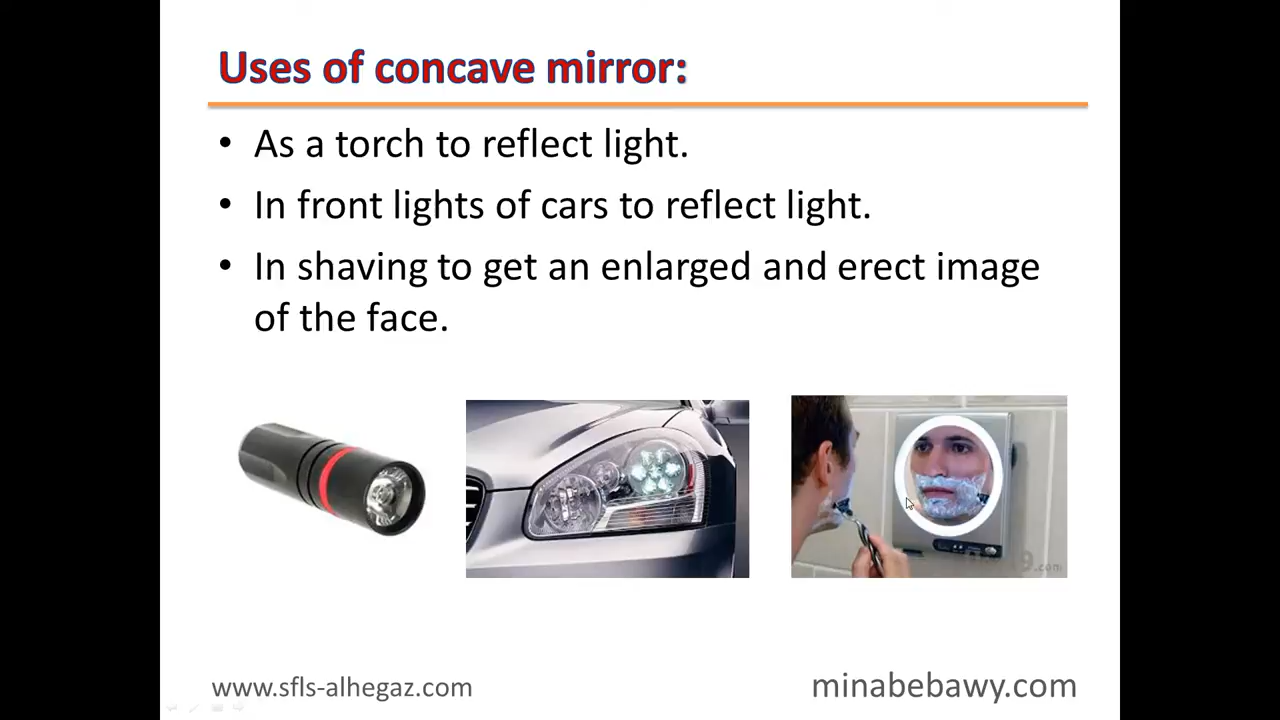 Uses of concave mirror:
• As a torch to reflect light.
• In front lights of cars to reflect light.
• In shaving to get an enlarged and erect image
of the face.
www.sfls-alhegaz.com
minabebawy.com